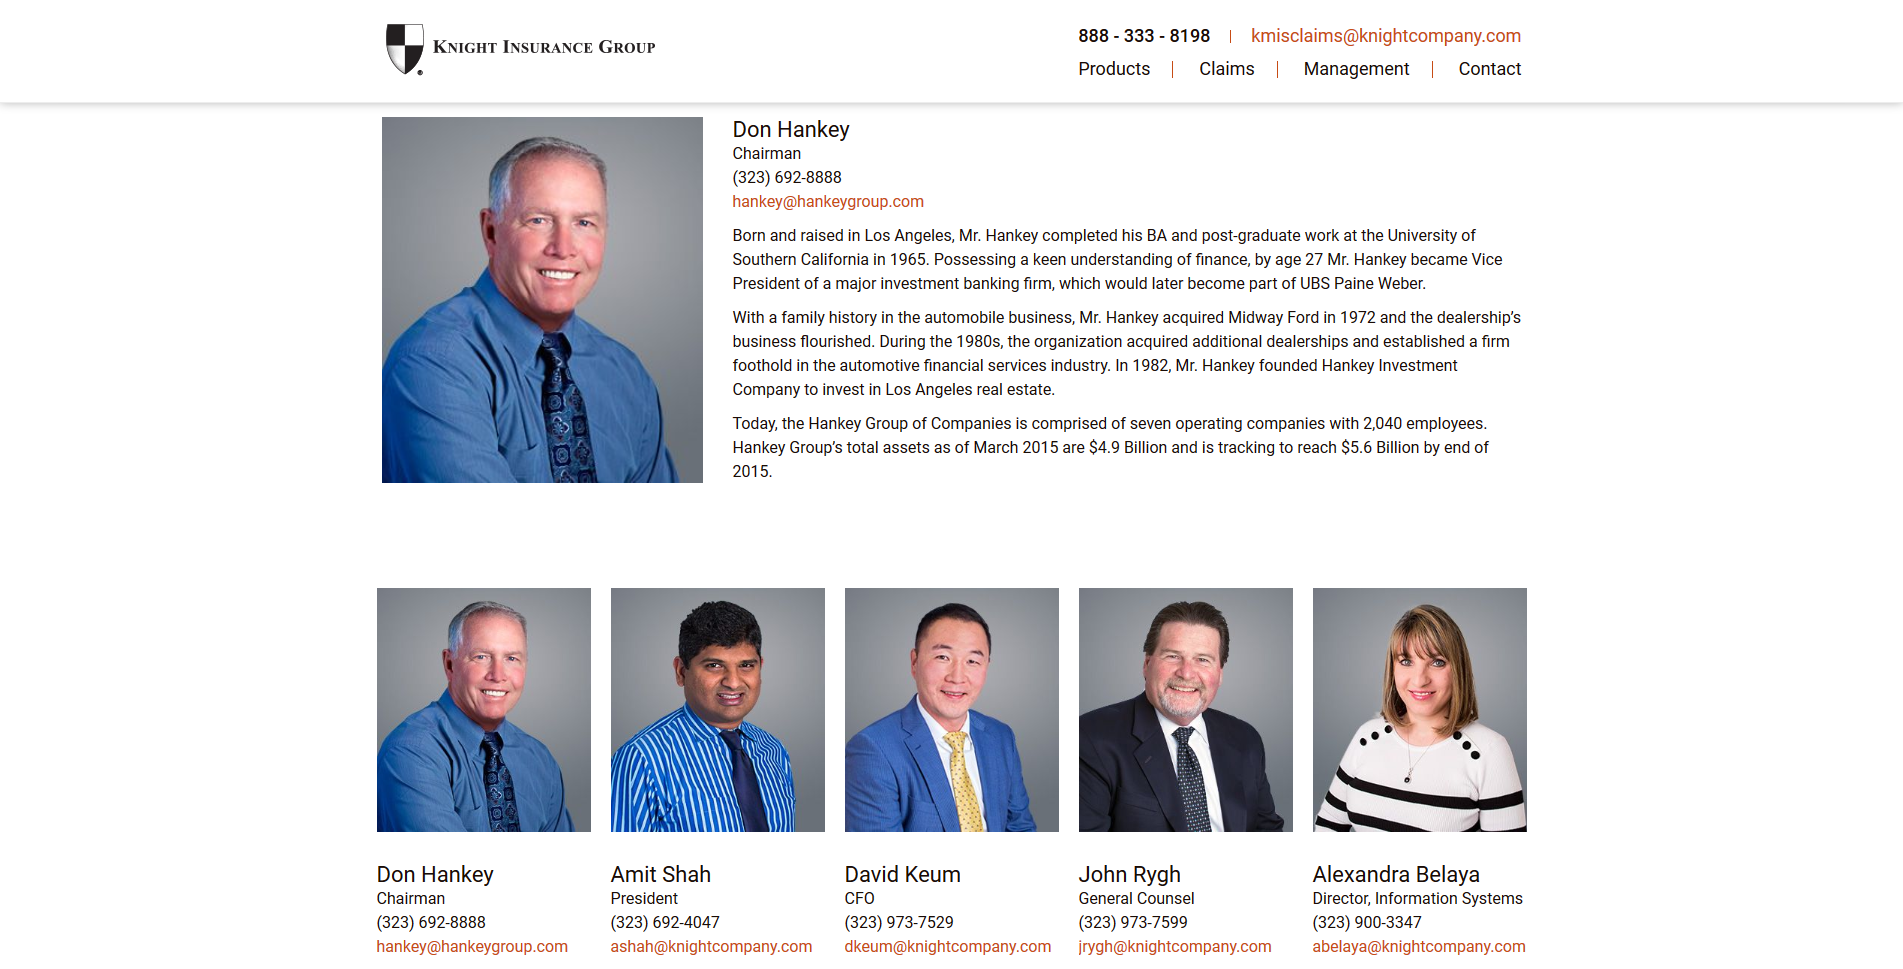 KNIGHT INSURANCE GROUP
®
888 - 333 - 8198 | kmisclaims@knightcompany.com
Products | Claims | Management | Contact
Don Hankey
Chairman
(323) 692-8888
hankey@hankeygroup.com
Born and raised in Los Angeles, Mr. Hankey completed his BA and post-graduate work at the University of
Southern California in 1965. Possessing a keen understanding of finance, by age 27 Mr. Hankey became Vice
President of a major investment banking firm, which would later become part of UBS Paine Weber.
With a family history in the automobile business, Mr. Hankey acquired Midway Ford in 1972 and the dealership’s
business flourished. During the 1980s, the organization acquired additional dealerships and established a firm
foothold in the automotive financial services industry. In 1982, Mr. Hankey founded Hankey Investment
Company to invest in Los Angeles real estate.
Today, the Hankey Group of Companies is comprised of seven operating companies with 2,040 employees.
Hankey Group’s total assets as of March 2015 are $4.9 Billion and is tracking to reach $5.6 Billion by end of
2015.
Don Hankey
Chairman
(323) 692-8888
hankey@hankeygroup.com
Amit Shah
President
(323) 692-4047
ashah@knightcompany.com
David Keum
CFO
(323) 973-7529
dkeum@knightcompany.com
John Rygh
General Counsel
(323) 973-7599
jrygh@knightcompany.com
Alexandra Belaya
Director, Information Systems
(323) 900-3347
abelaya@knightcompany.com